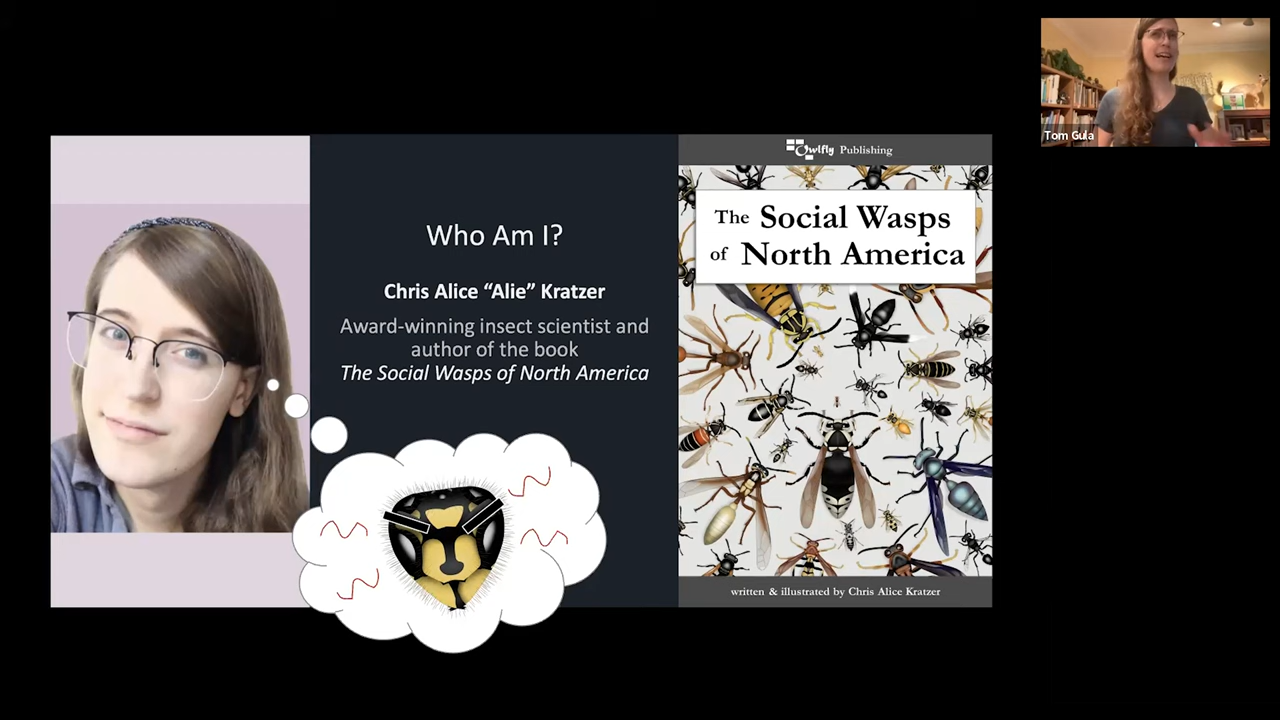 Who Am I?
Chris Alice “Alie” Kratzer
Award-winning insect scientist and
author of the book
The Social Wasps of North America
Owlfly Publishing
The Social Wasps
of North America
written & illustrated by Chris Alice Kratzer
Tom Gula